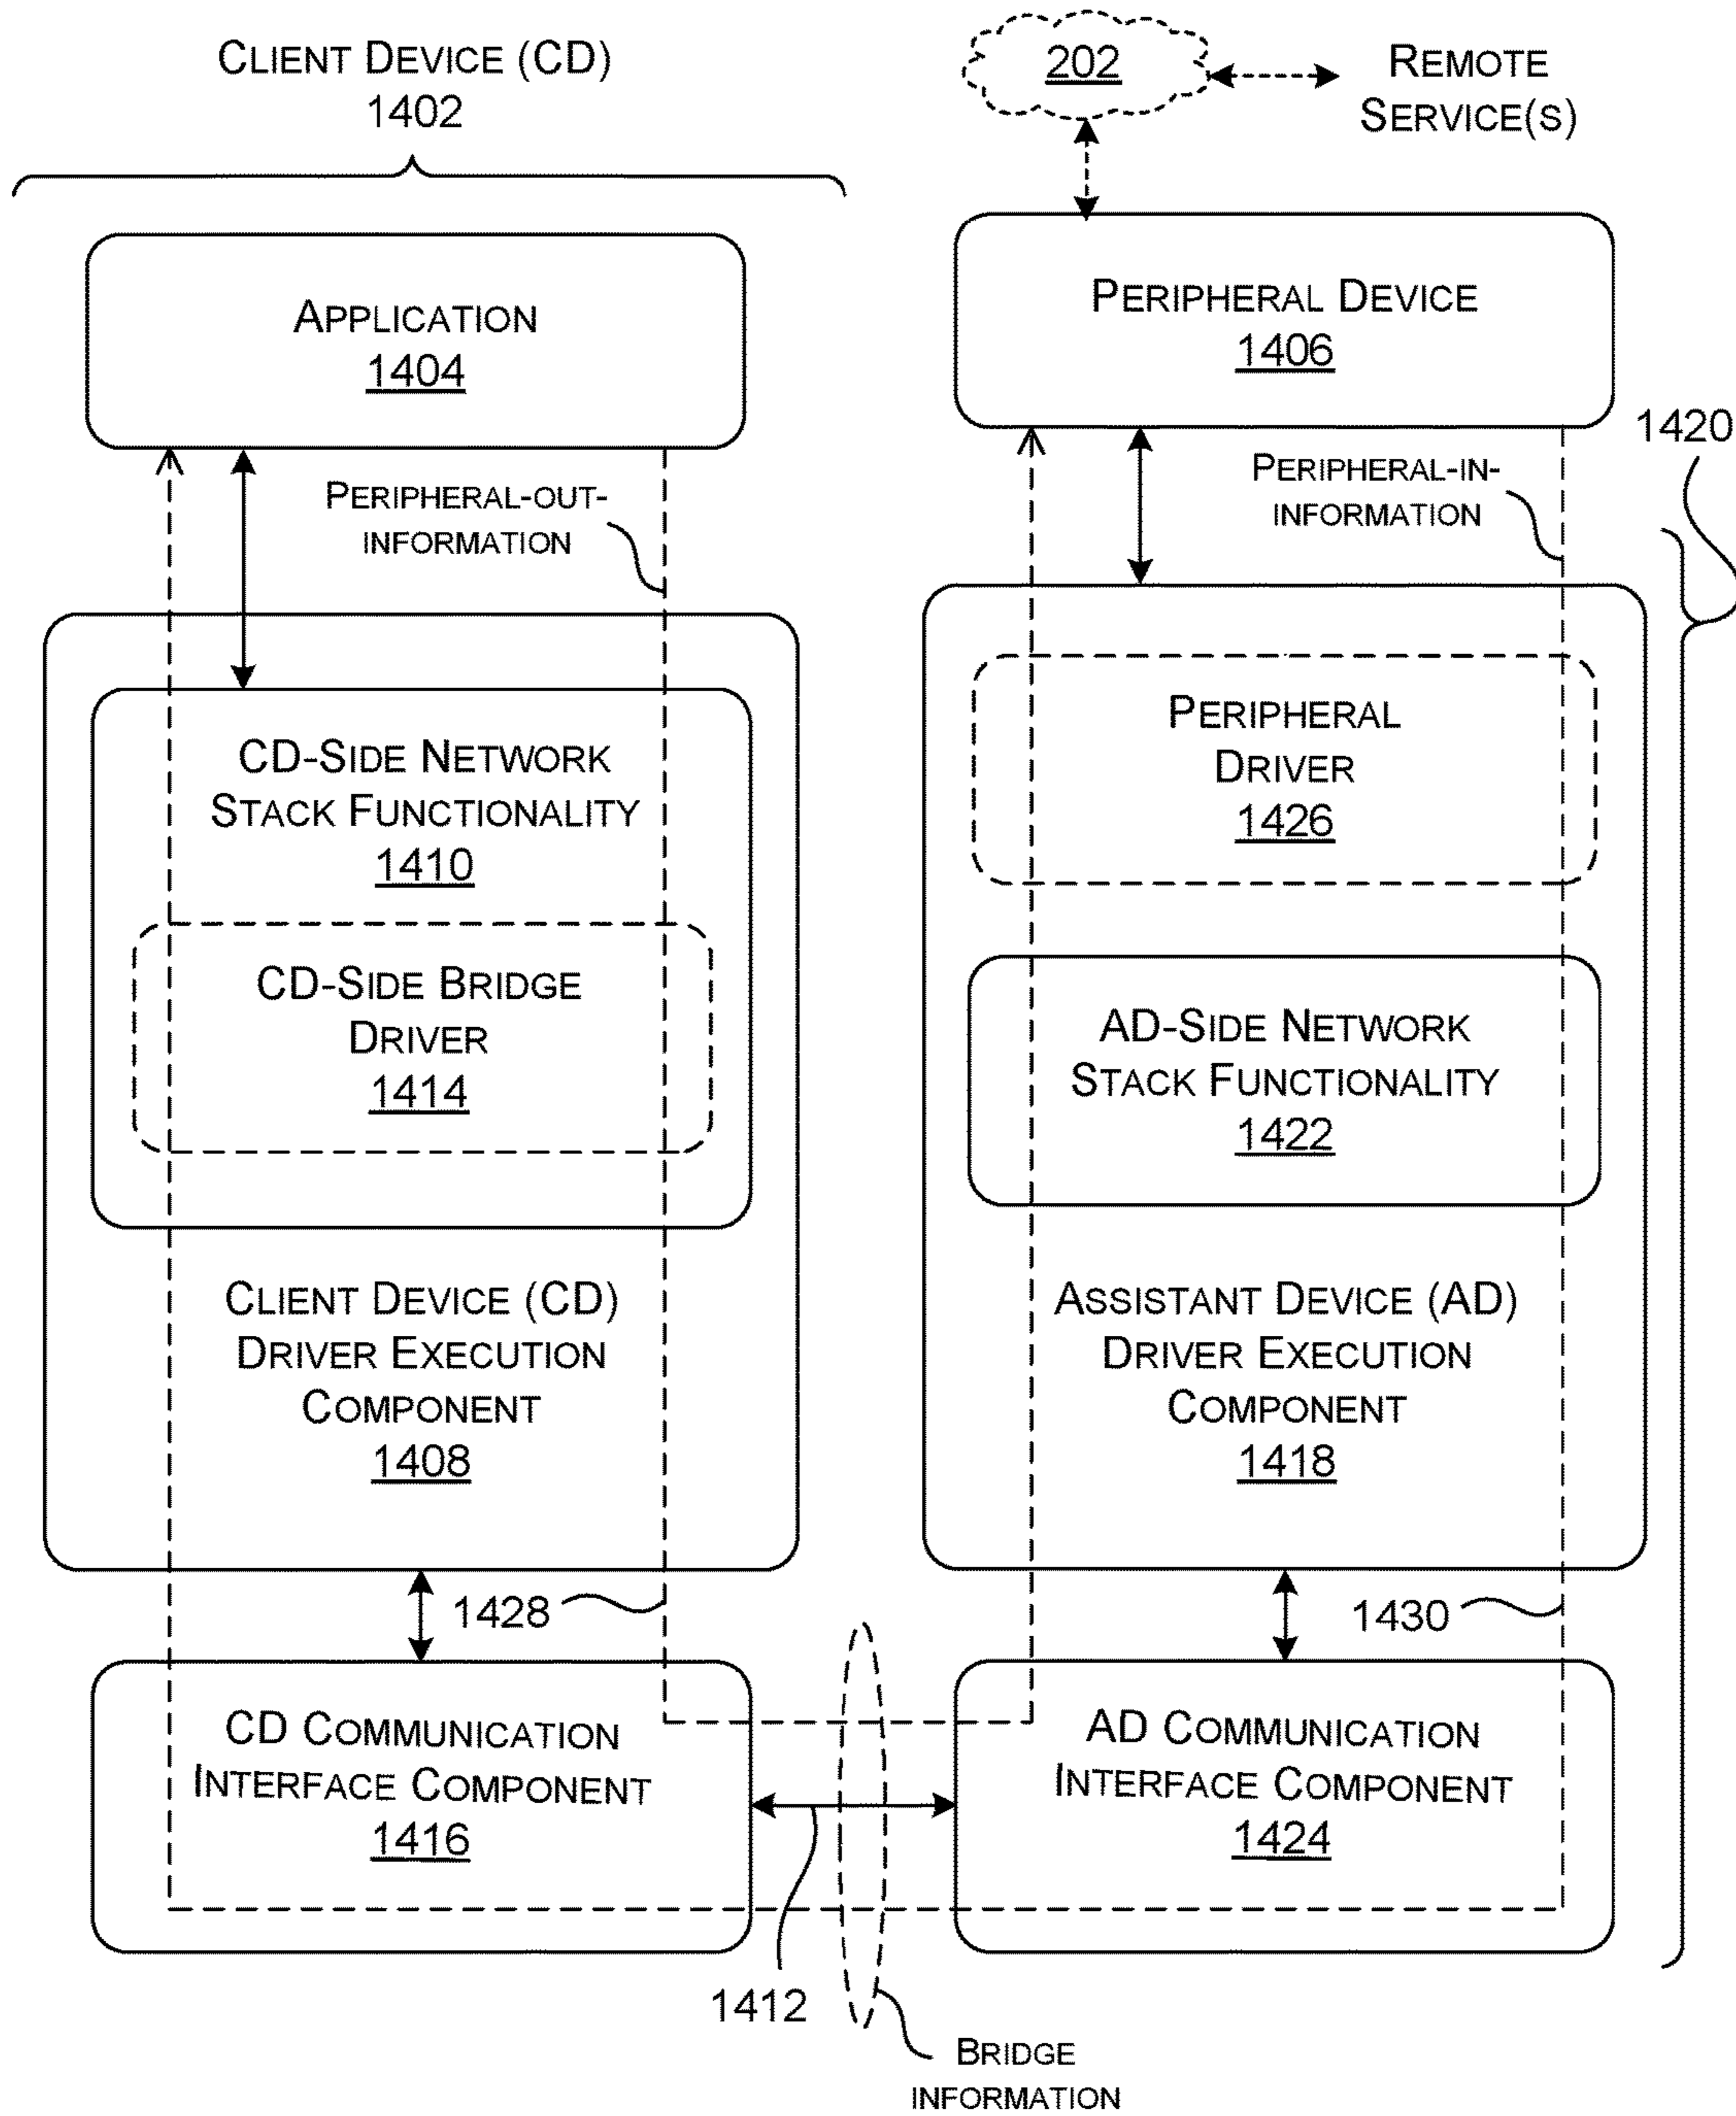 CLIENT DEVICE (CD)
1402
202
REMOTE
SERVICE(S)
APPLICATION
1404
PERIPHERAL DEVICE
1406
1420
PERIPHERAL-OUT-
INFORMATION
PERIPHERAL-IN-
INFORMATION
CD-SIDE NETWORK
STACK FUNCTIONALITY
1410
CD-SIDE BRIDGE
DRIVER
1414
CLIENT DEVICE (CD)
DRIVER EXECUTION
COMPONENT
1408
PERIPHERAL
DRIVER
1426
AD-SIDE NETWORK
STACK FUNCTIONALITY
1422
ASSISTANT DEVICE (AD)
DRIVER EXECUTION
COMPONENT
1418
1428
1430
CD COMMUNICATION
INTERFACE COMPONENT
1416
AD COMMUNICATION
INTERFACE COMPONENT
1424
1412
BRIDGE
INFORMATION